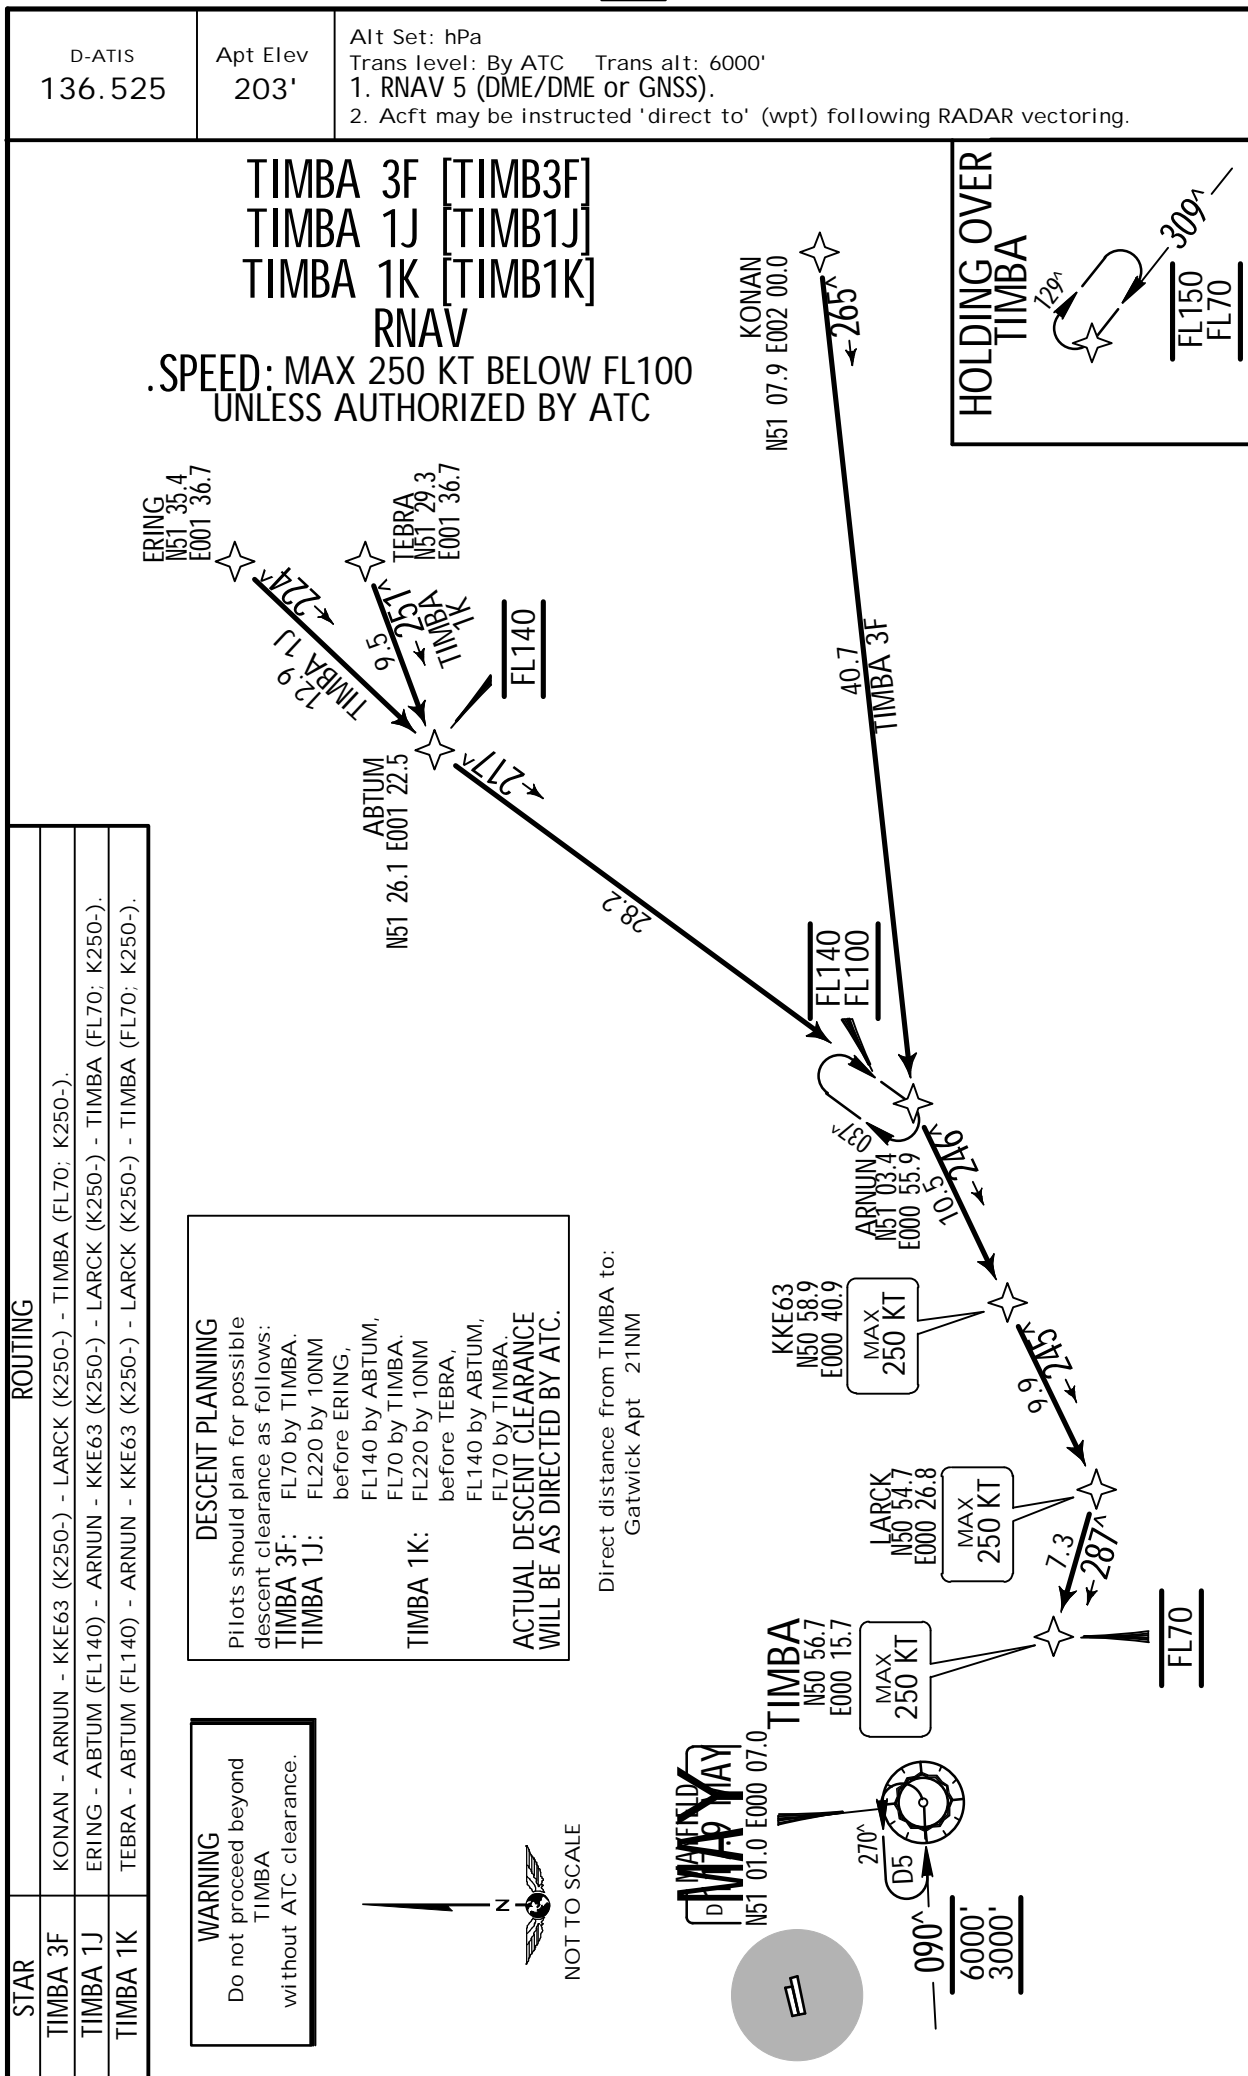 D-ATIS
136.525
Apt Elev
203'
Alt Set: hPa
Trans level: By ATC Trans alt: 6000'
1. RNAV 5 (DME/DME or GNSS).
2. Acft may be instructed 'direct to' (wpt) following RADAR vectoring.
TIMBA 3F [TIMB3F]
TIMBA 1J [TIMB1J]
TIMBA 1K [TIMB1K]
RNAV
.SPEED: MAX 250 KT BELOW FL100
UNLESS AUTHORIZED BY ATC
HOLDING OVER
TIMBA
129^
309^
FL150
FL70
KONAN
N51 07.9 E002 00.0
265^
40.7
TIMBA 3F
ERING
N51 35.4
E001 36.7
224^
12.9
TIMBA 1J
TEBRA
N51 29.3
E001 36.7
251^
9.5
TIMBA
1K
FL140
ABTUM
N51 26.1 E001 22.5
217^
28.2
FL140
FL100
037^
ARNUN
N51 03.4
E000 55.9
246^
10.5
KKE63
N50 58.9
E000 40.9
MAX
250 KT
245^
9.9
LARCK
N50 54.7
E000 26.8
MAX
250 KT
7.3
287^
TIMBA
N50 56.7
E000 15.7
MAX
250 KT
FL70
MAYFIELD
D
.9 MAY
MAY
N51 01.0 E000 07.0
270^
D5
090^
6000'
3000'
STAR
ROUTING
TIMBA 3F
KONAN - ARNUN - KKE63 (K250-) - LARCK (K250-) - TIMBA (FL70; K250-).
TIMBA 1J
ERING - ABTUM (FL140) - ARNUN - KKE63 (K250-) - LARCK (K250-) - TIMBA (FL70; K250-).
TIMBA 1K
TEBRA - ABTUM (FL140) - ARNUN - KKE63 (K250-) - LARCK (K250-) - TIMBA (FL70; K250-).
DESCENT PLANNING
Pilots should plan for possible
descent clearance as follows:
TIMBA 3F: FL70 by TIMBA.
TIMBA 1J: FL220 by 10NM
before ERING,
FL140 by ABTUM,
FL70 by TIMBA.
TIMBA 1K: FL220 by 10NM
before TEBRA,
FL140 by ABTUM,
FL70 by TIMBA.
ACTUAL DESCENT CLEARANCE
WILL BE AS DIRECTED BY ATC.
Direct distance from TIMBA to:
Gatwick Apt 21NM
WARNING
Do not proceed beyond
TIMBA
without ATC clearance.
N
NOT TO SCALE